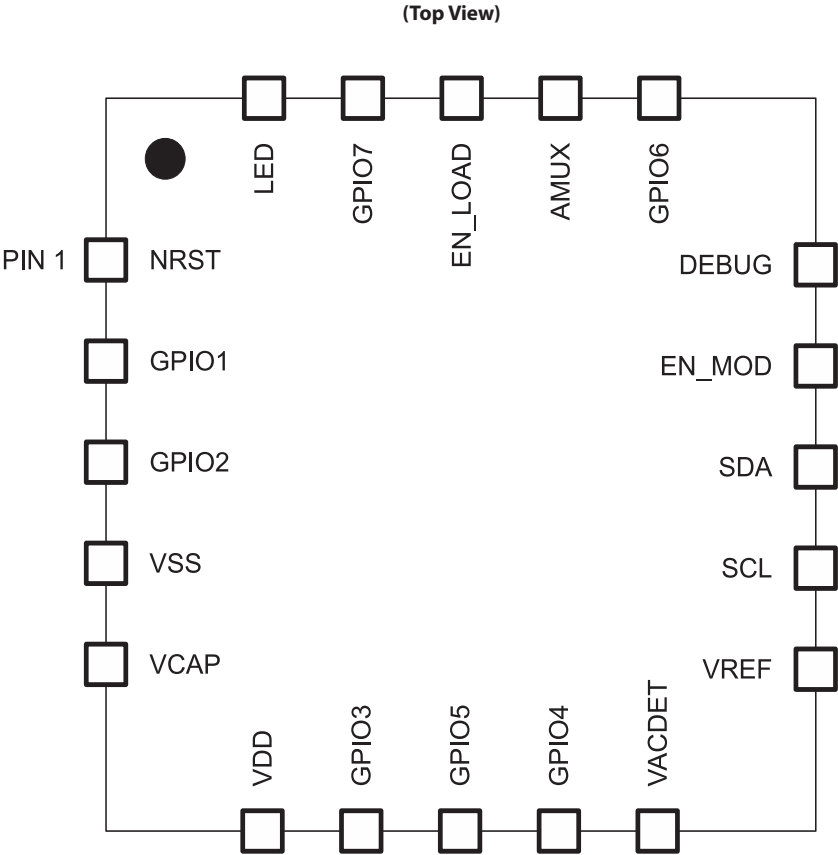 (Top View)
LED
GPIO7
EN_LOAD
AMUX
GPIO6
PIN 1
NRST
DEBUG
GPIO1
EN_MOD
GPIO2
SDA
VSS
SCL
VCAP
VREF
VDD
GPIO3
GPIO5
GPIO4
VACDET